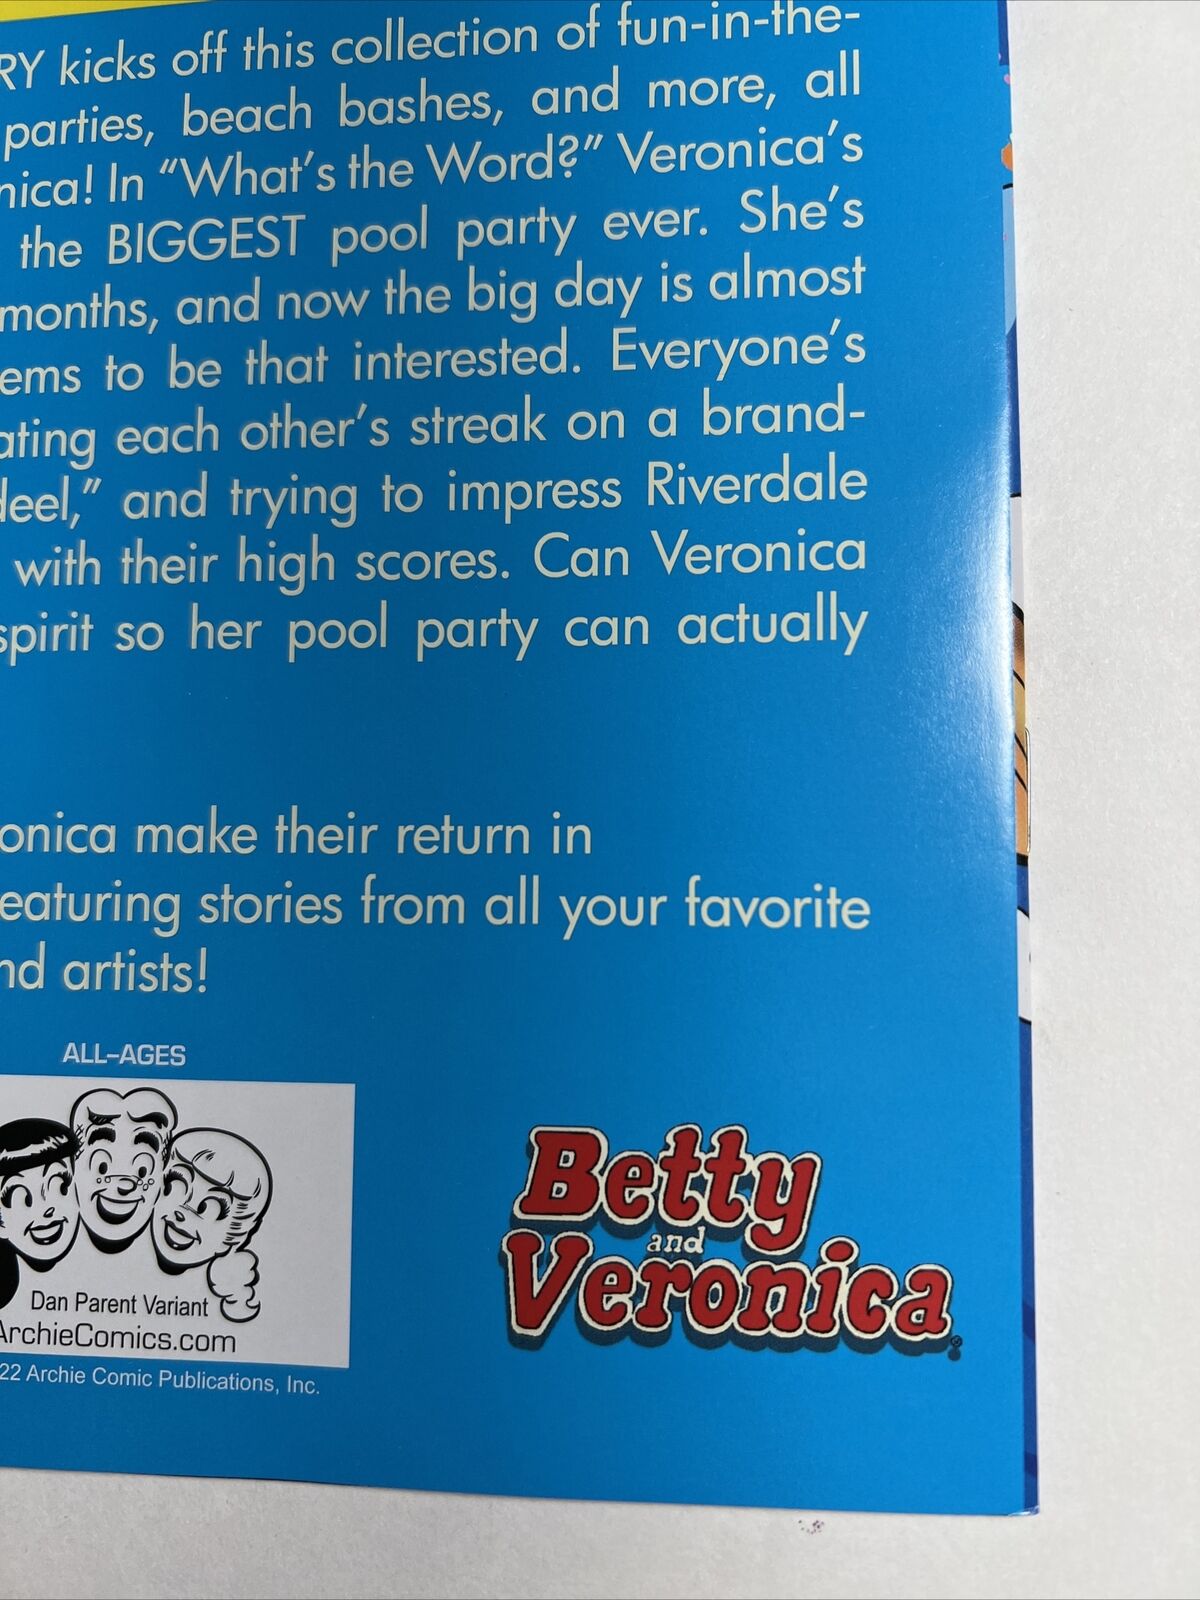 RY kicks off this collection of fun-in-the-
parties, beach bashes, and more, all
nica! In “What’s the Word?” Veronica’s
the BIGGEST pool party ever. She’s
months, and now the big day is almost
ems to be that interested. Everyone’s
ating each other’s streak on a brand-
deel,” and trying to impress Riverdale
with their high scores. Can Veronica
spirit so her pool party can actually
onica make their return in
eaturing stories from all your favorite
nd artists!
ALL-AGES
Dan Parent Variant
ArchieComics.com
22 Archie Comic Publications, Inc.
Betty
and
Veronica